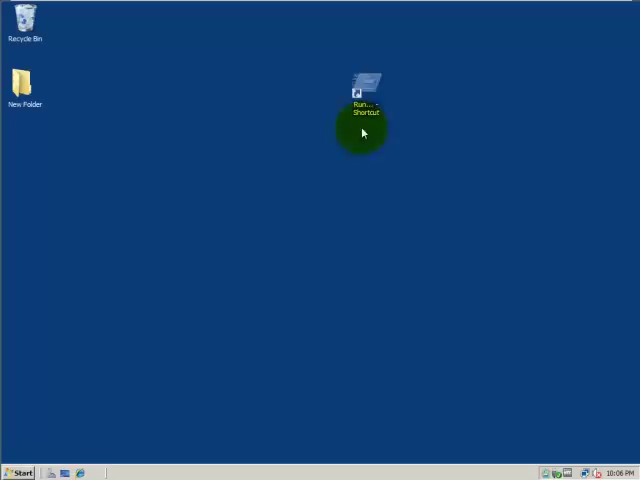 Recycle Bin
New Folder
Run... -
Shortcut
Start
10:06 PM